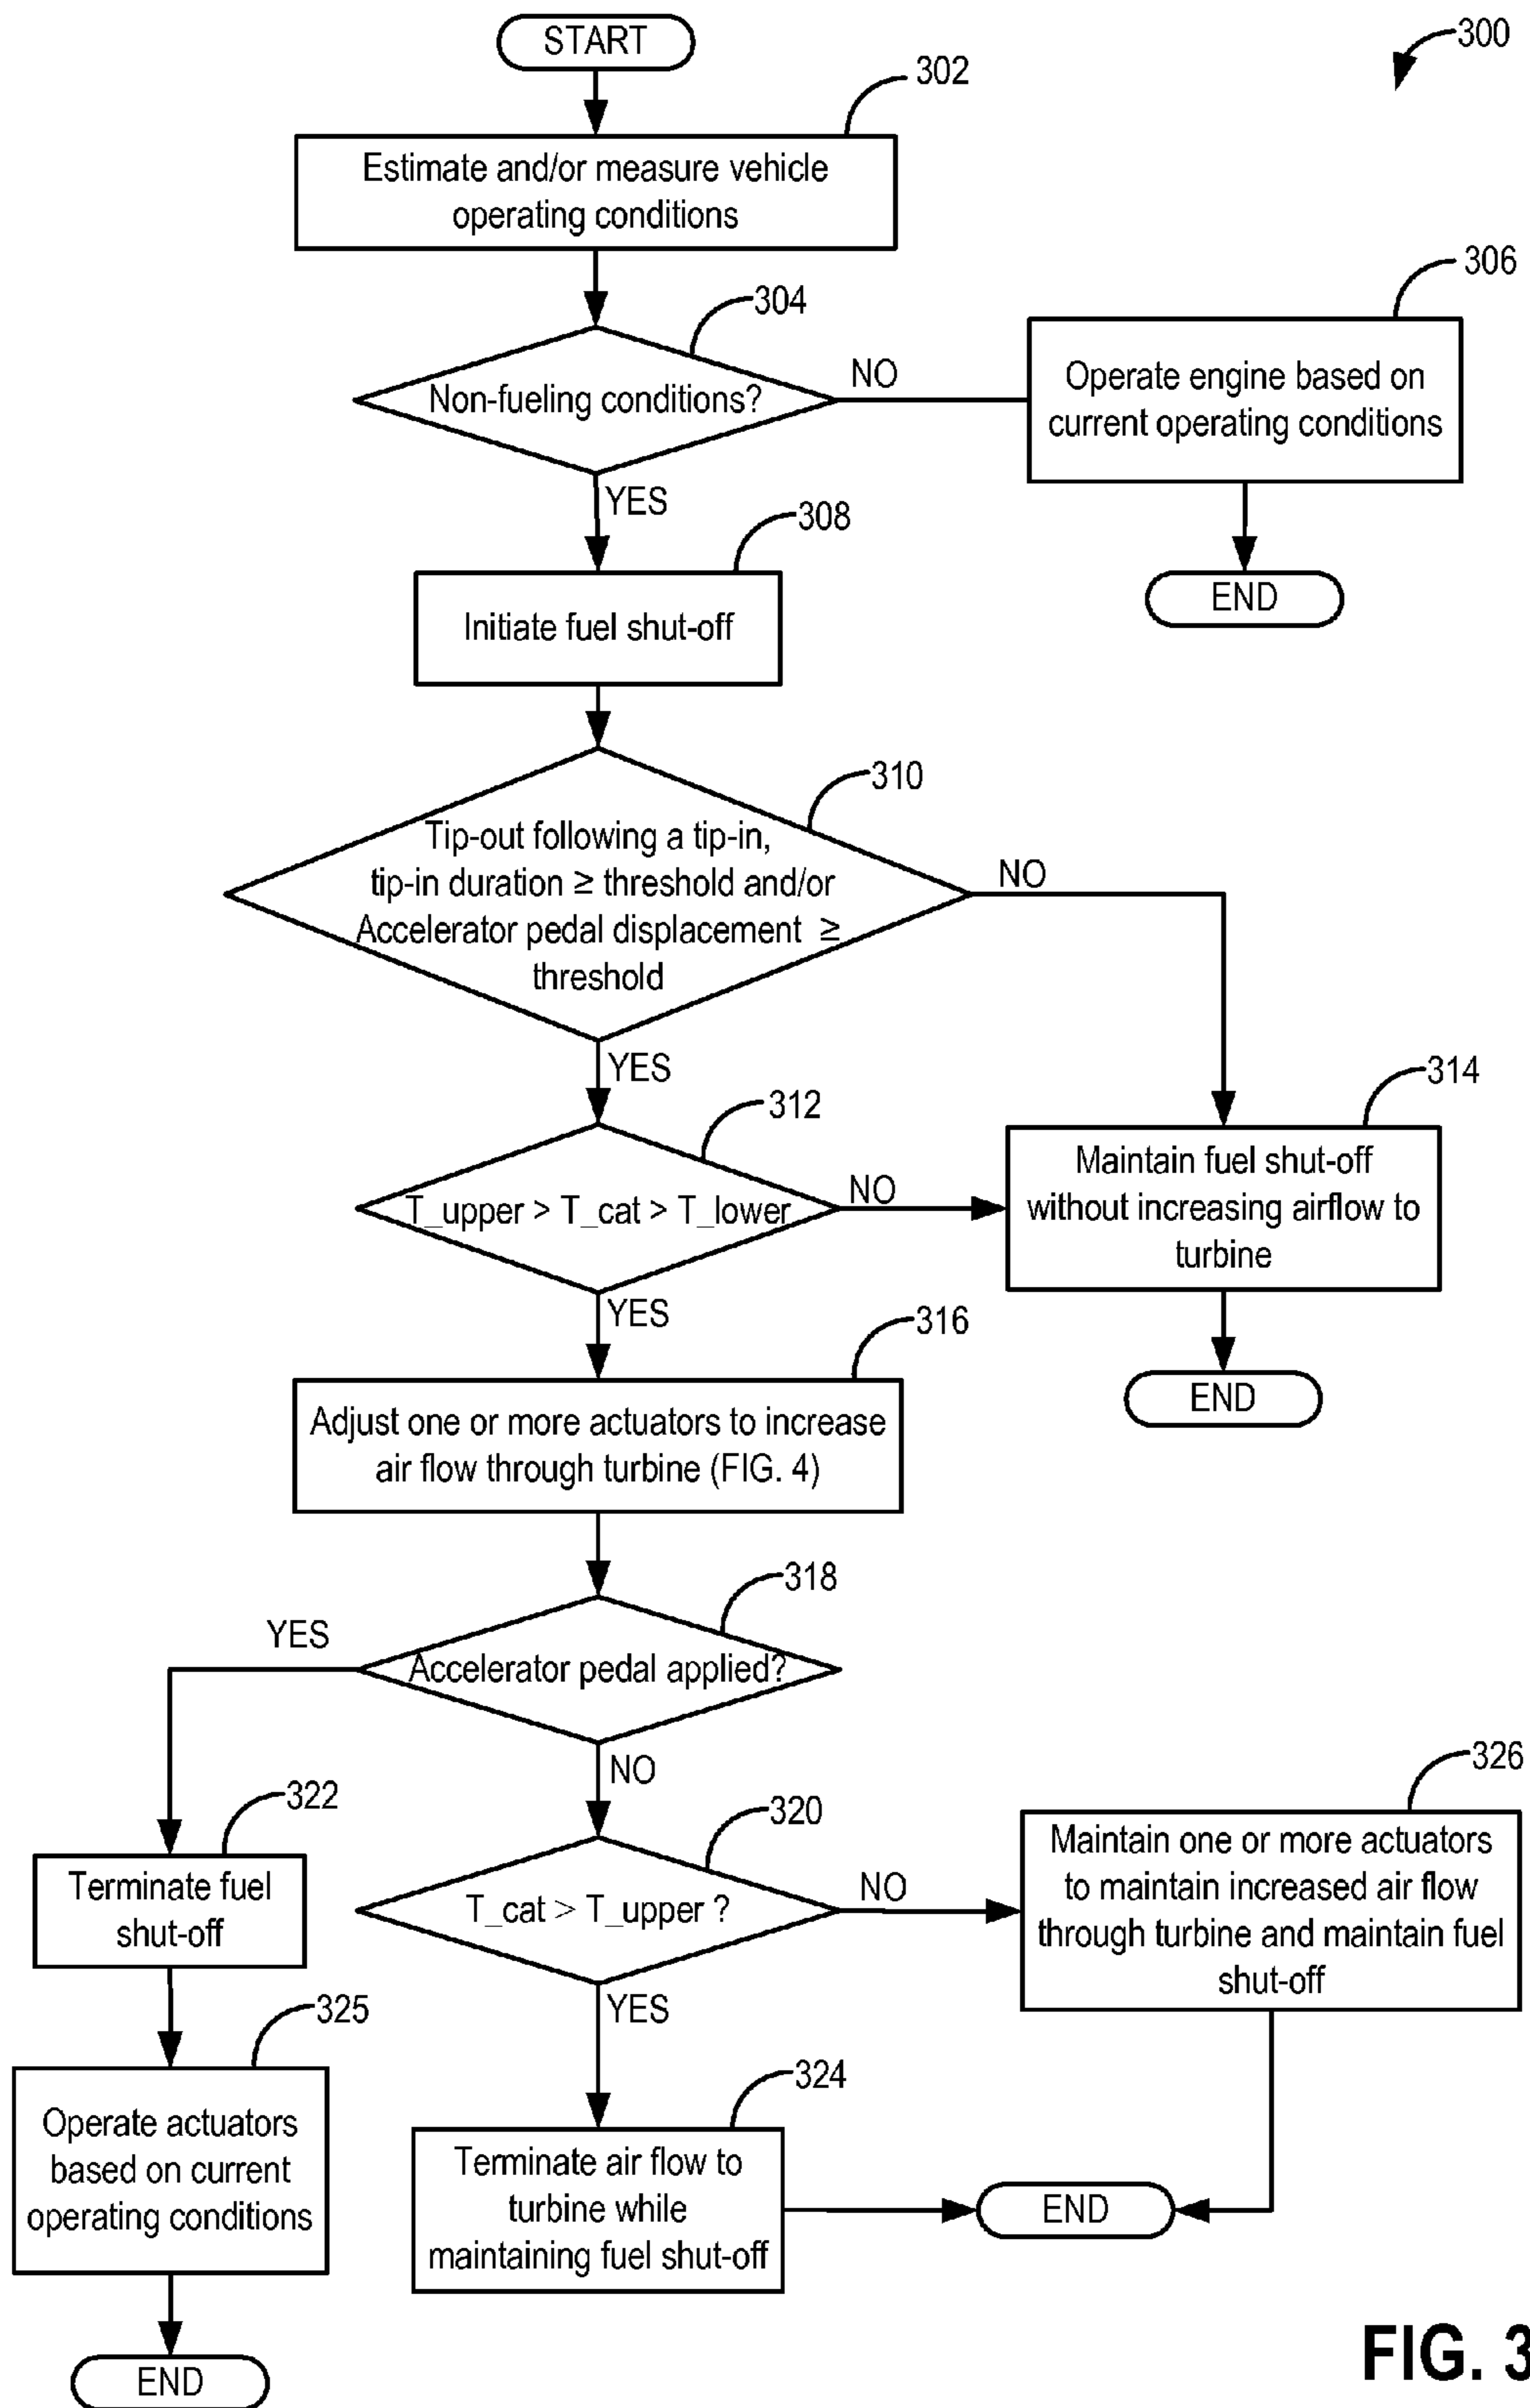 START
300
302
Estimate and/or measure vehicle
operating conditions
304
Non-fueling conditions?
NO
306
Operate engine based on
current operating conditions
END
YES
308
Initiate fuel shut-off
310
Tip-out following a tip-in,
tip-in duration ≥ threshold and/or
Accelerator pedal displacement ≥
threshold
NO
YES
312
T_upper > T_cat > T_lower
NO
314
Maintain fuel shut-off
without increasing airflow to
turbine
END
YES
316
Adjust one or more actuators to increase
air flow through turbine (FIG. 4)
318
Accelerator pedal applied?
YES
NO
322
Terminate fuel
shut-off
325
Operate actuators
based on current
operating conditions
END
320
T_cat > T_upper ?
NO
326
Maintain one or more actuators
to maintain increased air flow
through turbine and maintain fuel
shut-off
YES
324
Terminate air flow to
turbine while
maintaining fuel shut-off
END
FIG. 3